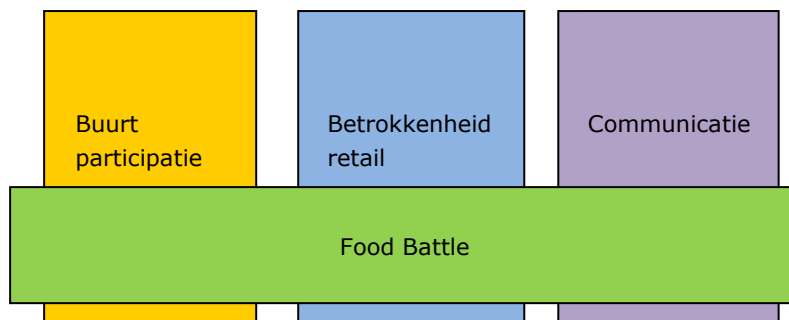 Buurt
participatie
Betrokkenheid
retail
Communicatie
Food Battle